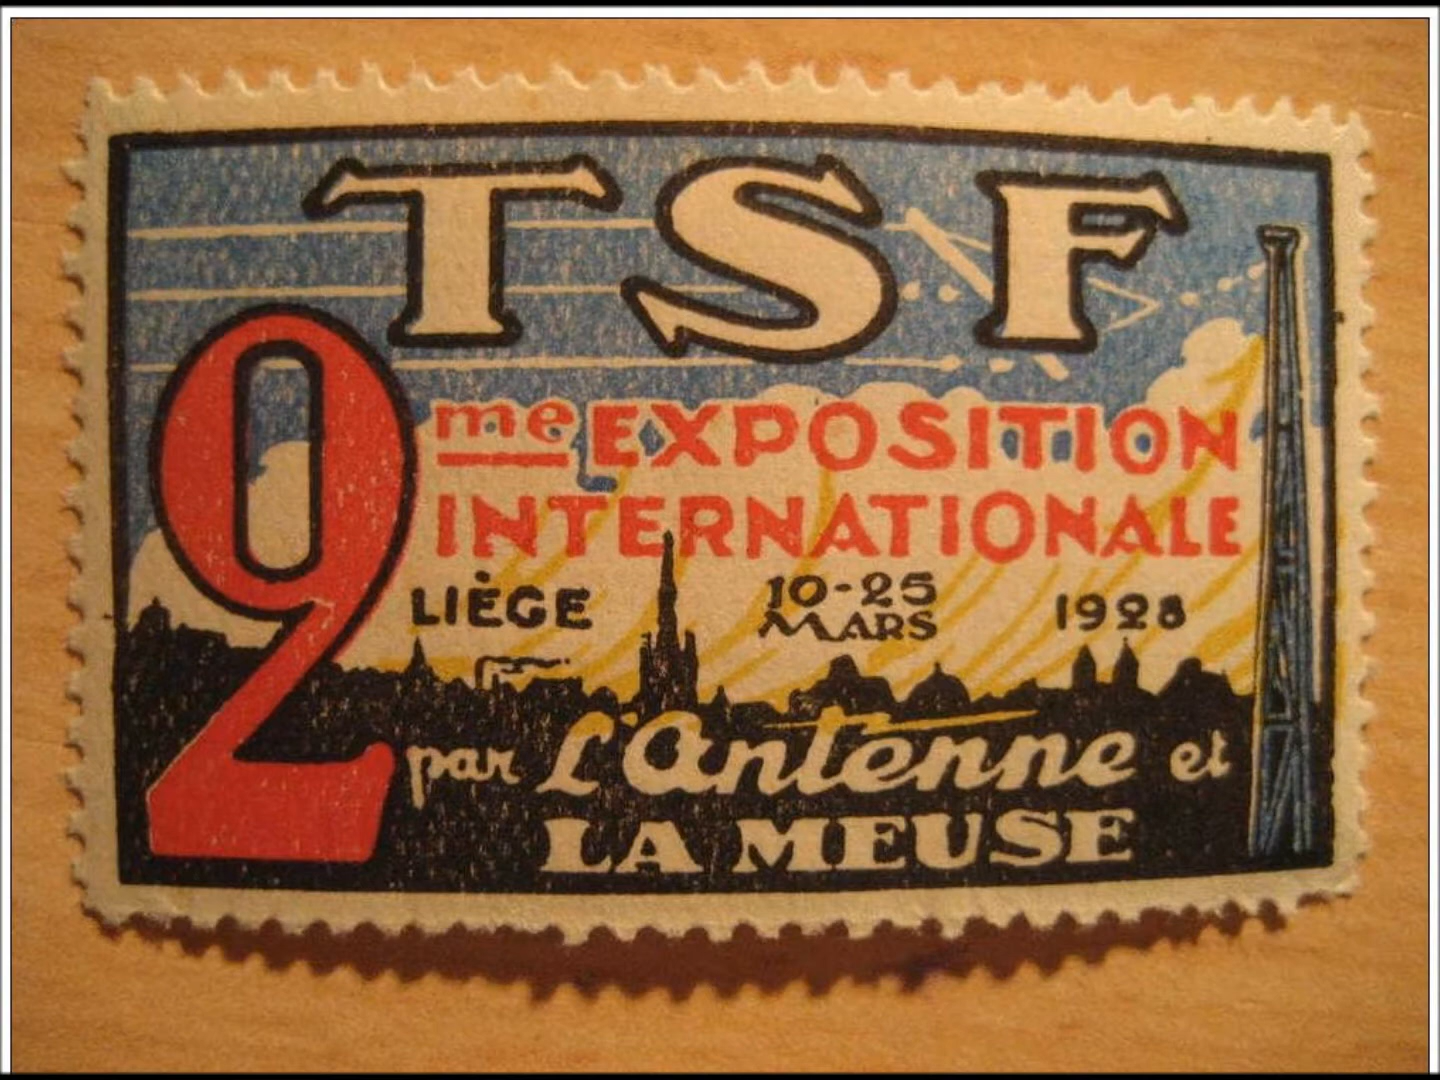 TSF
2me EXPOSITION
INTERNATIONALE
LIÈGE 10-25 MARS 1928
par L'Antenne et
LA MEUSE